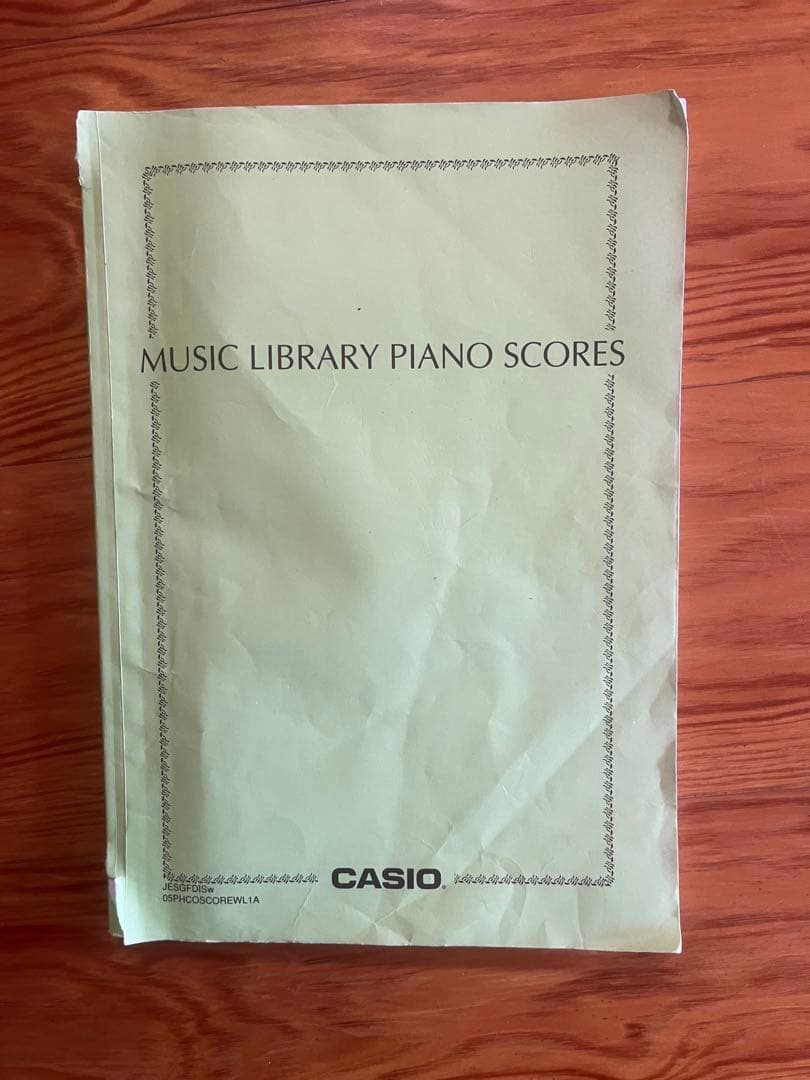 MUSIC LIBRARY PIANO SCORES
CASIO®
JESGFDISw
05PHCOSCOREWL1A